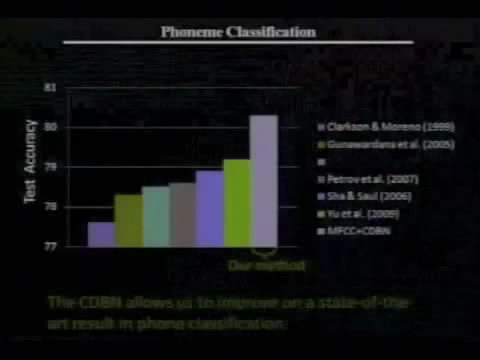 Phoneme Classification
81
80
79
78
77
Test Accuracy
Clarkson & Moreno (1999)
Gunawardana et al. (2005)
Petrov et al. (2007)
Sha & Saul (2006)
Yu et al. (2009)
MFCC+CDBN
Our method
The CDBN allows us to improve on a state-of-the-
art result in phone classification.